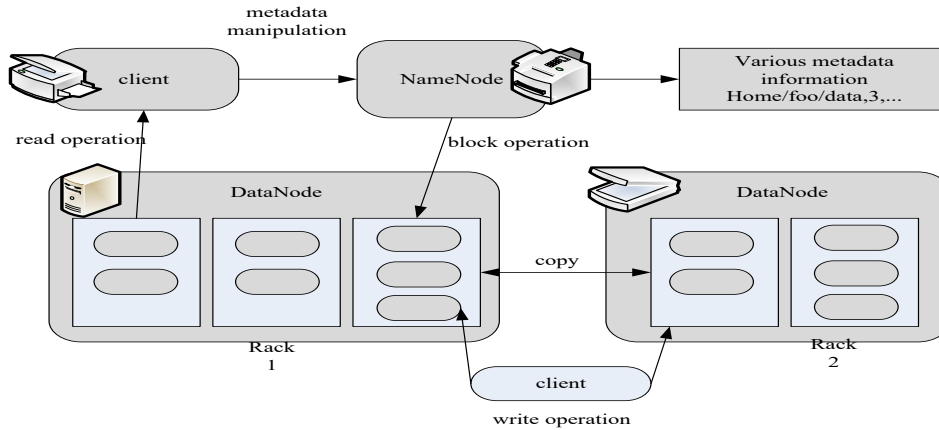 metadata
manipulation
client
NameNode
Various metadata
information
Home/foo/data,3,...
read operation
block operation
DataNode
DataNode
copy
Rack
1
Rack
2
client
write operation